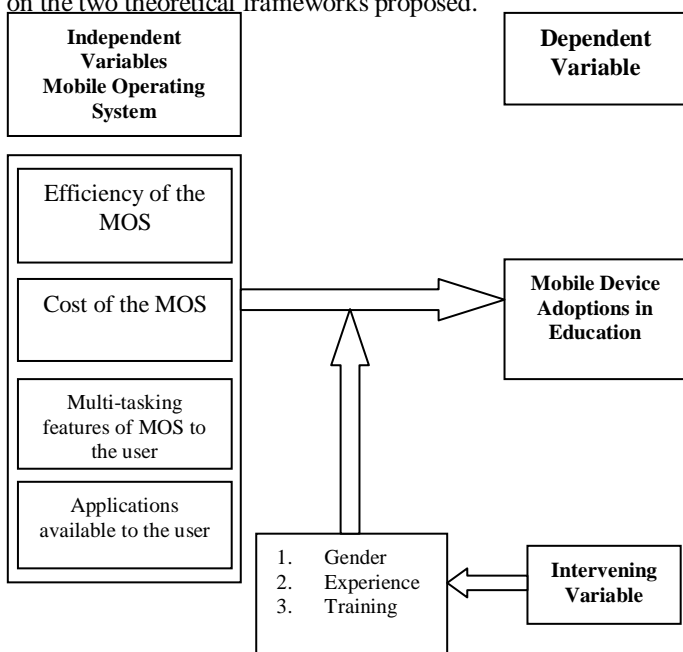 on the two theoretical frameworks proposed.
Independent
Variables
Mobile Operating
System
Dependent
Variable
Efficiency of the
MOS
Cost of the MOS
Multi-tasking
features of MOS to
the user
Applications
available to the user
Mobile Device
Adoptions in
Education
1. Gender
2. Experience
3. Training
Intervening
Variable